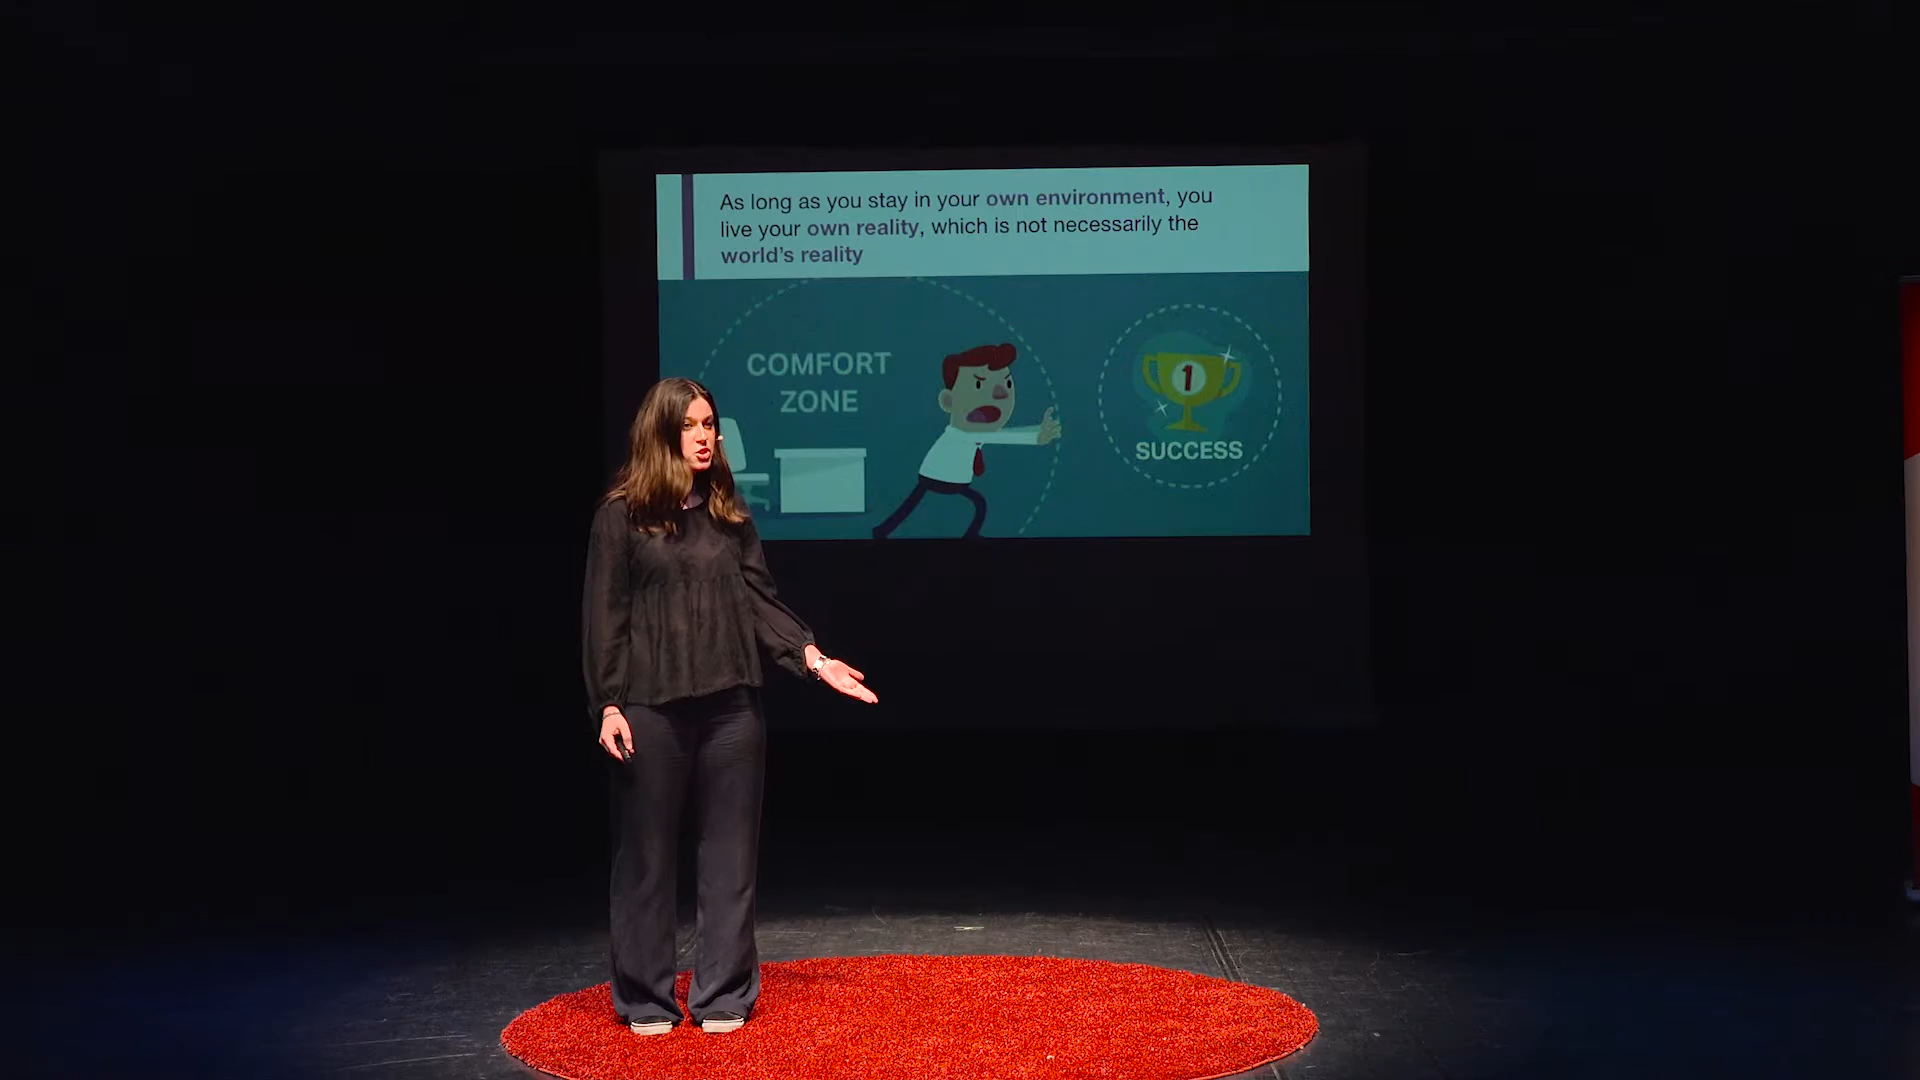 As long as you stay in your own environment, you
live your own reality, which is not necessarily the
world's reality
COMFORT
ZONE
1
SUCCESS